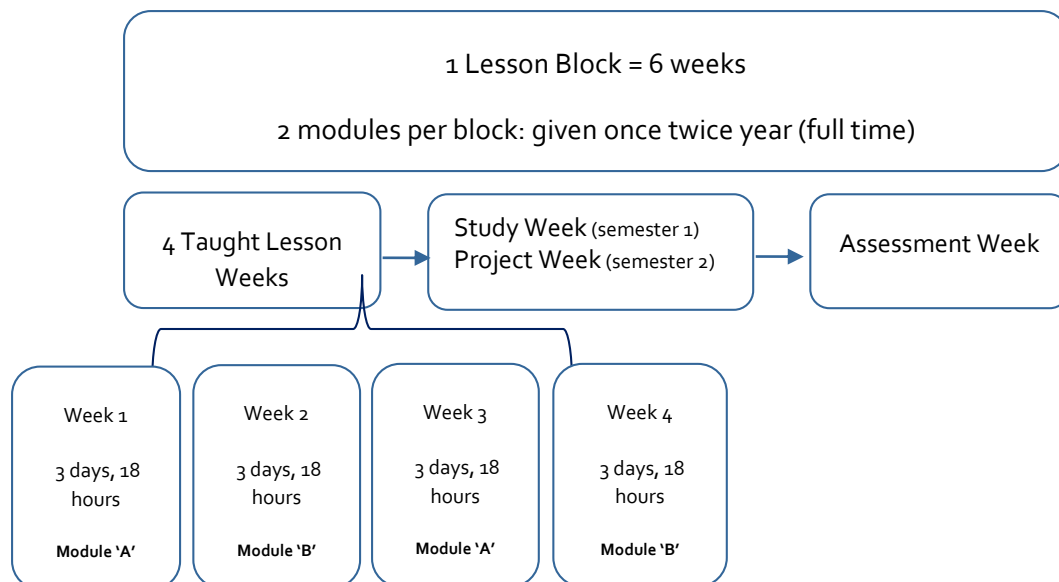 1 Lesson Block = 6 weeks
2 modules per block: given once twice year (full time)
4 Taught Lesson
Weeks
Study Week (semester 1)
Project Week (semester 2)
Assessment Week
Week 1
3 days, 18
hours
Module ‘A’
Week 2
3 days, 18
hours
Module ‘B’
Week 3
3 days, 18
hours
Module ‘A’
Week 4
3 days, 18
hours
Module ‘B’